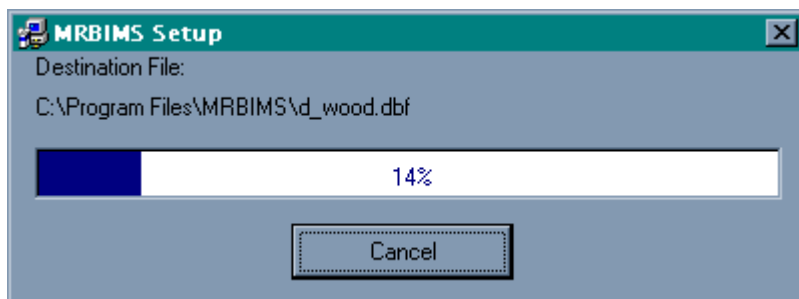 MRBIMS Setup
Destination File:
C:\Program Files\MRBIMS\d_wood.dbf
14%
Cancel